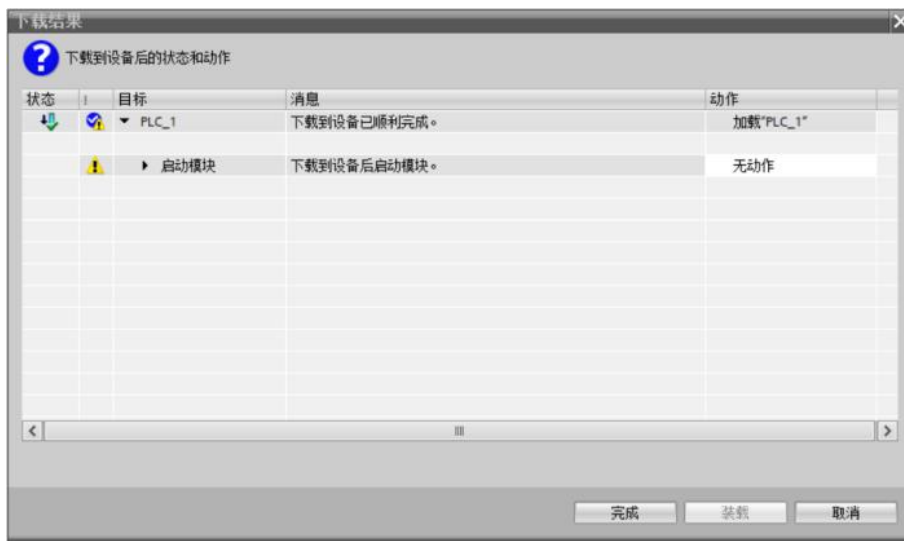 下载结果
下载到设备后的状态和动作
状态 ! 目标 消息 动作
PLC_1 下载到设备已顺利完成。 加载"PLC_1"
启动模块 下载到设备后启动模块。 无动作
完成 装载 取消